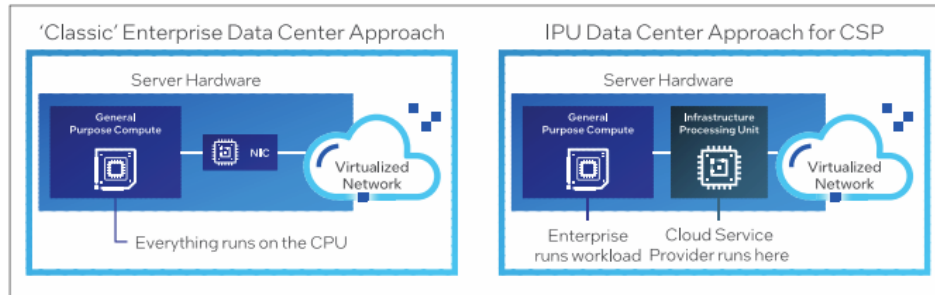 'Classic' Enterprise Data Center Approach
Server Hardware
General
Purpose Compute
NIC
Virtualized
Network
Everything runs on the CPU
IPU Data Center Approach for CSP
Server Hardware
General
Purpose Compute
Infrastructure
Processing Unit
Virtualized
Network
Enterprise
runs workload
Cloud Service
Provider runs here